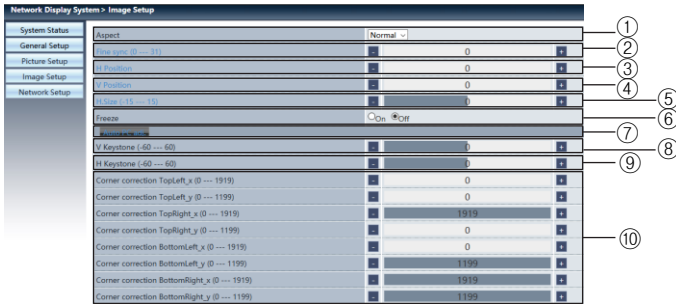 Network Display System > Image Setup
System Status
General Setup
Picture Setup
Image Setup
Network Setup
Aspect Normal ①
Fine sync (0 --- 31) - 0 + ②
H Position - 0 + ③
V Position - 0 + ④
H.Size (-15 --- 15) - 0 + ⑤
Freeze On Off ⑥
⑦
V Keystone (-60 --- 60) - 0 + ⑧
H Keystone (-60 --- 60) - 0 + ⑨
Corner correction TopLeft_x (0 --- 1919) - 0 +
Corner correction TopLeft_y (0 --- 1199) - 0 +
Corner correction TopRight_x (0 --- 1919) - 1919 +
Corner correction TopRight_y (0 --- 1199) - 0 +
Corner correction BottomLeft_x (0 --- 1919) - 0 + ⑩
Corner correction BottomLeft_y (0 --- 1199) - 1199 +
Corner correction BottomRight_x (0 --- 1919) - 1919 +
Corner correction BottomRight_y (0 --- 1199) - 1199 +